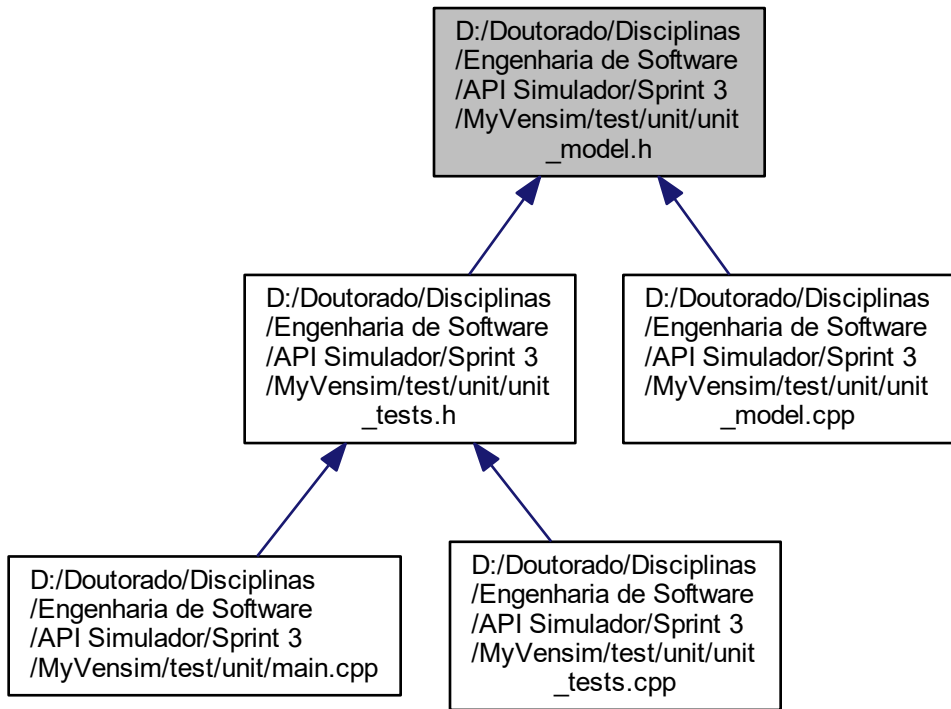 D:/Doutorado/Disciplinas
/Engenharia de Software
/API Simulador/Sprint 3
/MyVensim/test/unit/unit
_model.h
D:/Doutorado/Disciplinas
/Engenharia de Software
/API Simulador/Sprint 3
/MyVensim/test/unit/unit
_tests.h
D:/Doutorado/Disciplinas
/Engenharia de Software
/API Simulador/Sprint 3
/MyVensim/test/unit/unit
_model.cpp
D:/Doutorado/Disciplinas
/Engenharia de Software
/API Simulador/Sprint 3
/MyVensim/test/unit/main.cpp
D:/Doutorado/Disciplinas
/Engenharia de Software
/API Simulador/Sprint 3
/MyVensim/test/unit/unit
_tests.cpp